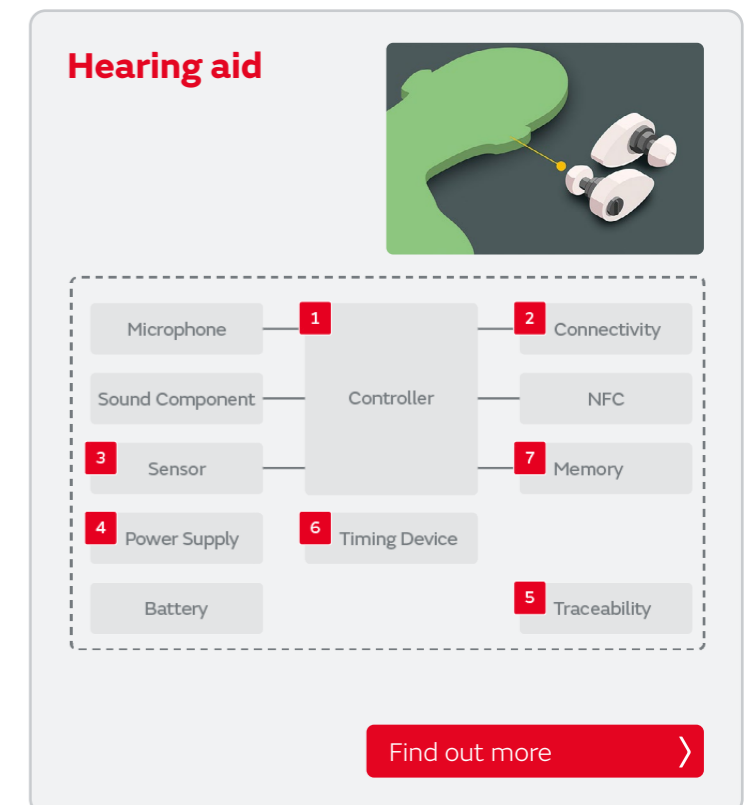 Hearing aid
Microphone
1
2
Connectivity
Sound Component
Controller
NFC
3
Sensor
7
Memory
4
Power Supply
6
Timing Device
Battery
5
Traceability
Find out more